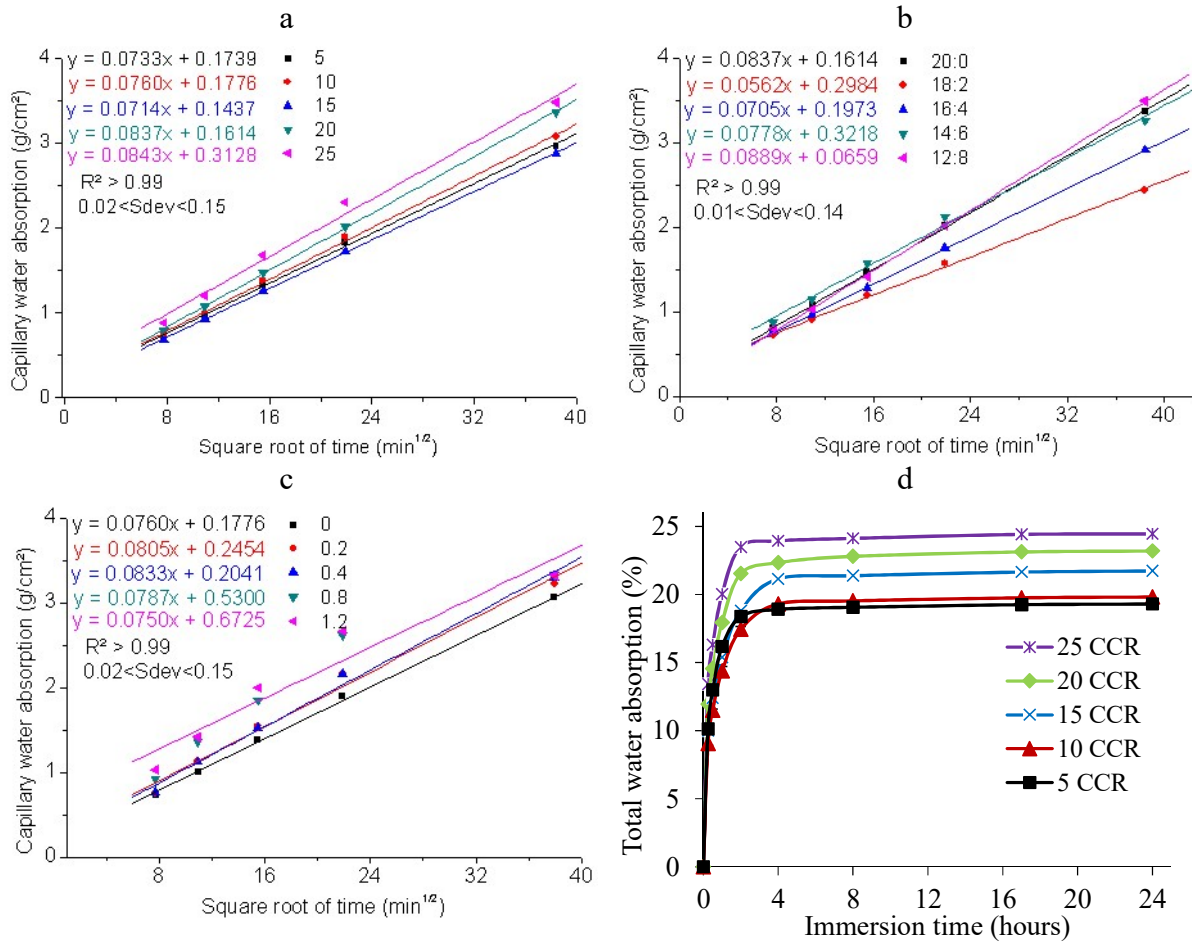 a
y = 0.0733x + 0.1739 5
y = 0.0760x + 0.1776 10
y = 0.0714x + 0.1437 15
y = 0.0837x + 0.1614 20
y = 0.0843x + 0.3128 25
R² > 0.99
0.02<Sdev<0.15
Capillary water absorption (g/cm²)
4
3
2
1
0
0 8 16 24 32 40
Square root of time (min^1/2)
b
y = 0.0837x + 0.1614 20:0
y = 0.0562x + 0.2984 18:2
y = 0.0705x + 0.1973 16:4
y = 0.0778x + 0.3218 14:6
y = 0.0889x + 0.0659 12:8
R² > 0.99
0.01<Sdev<0.14
Capillary water absorption (g/cm²)
4
3
2
1
0
0 8 16 24 32 40
Square root of time (min^1/2)
c
y = 0.0760x + 0.1776 0
y = 0.0805x + 0.2454 0.2
y = 0.0833x + 0.2041 0.4
y = 0.0787x + 0.5300 0.8
y = 0.0750x + 0.6725 1.2
R² > 0.99
0.02<Sdev<0.15
Capillary water absorption (g/cm²)
4
3
2
1
0
0 8 16 24 32 40
Square root of time (min^1/2)
d
Total water absorption (%)
25
20
15
10
5
0
25 CCR
20 CCR
15 CCR
10 CCR
5 CCR
0 4 8 12 16 20 24
Immersion time (hours)